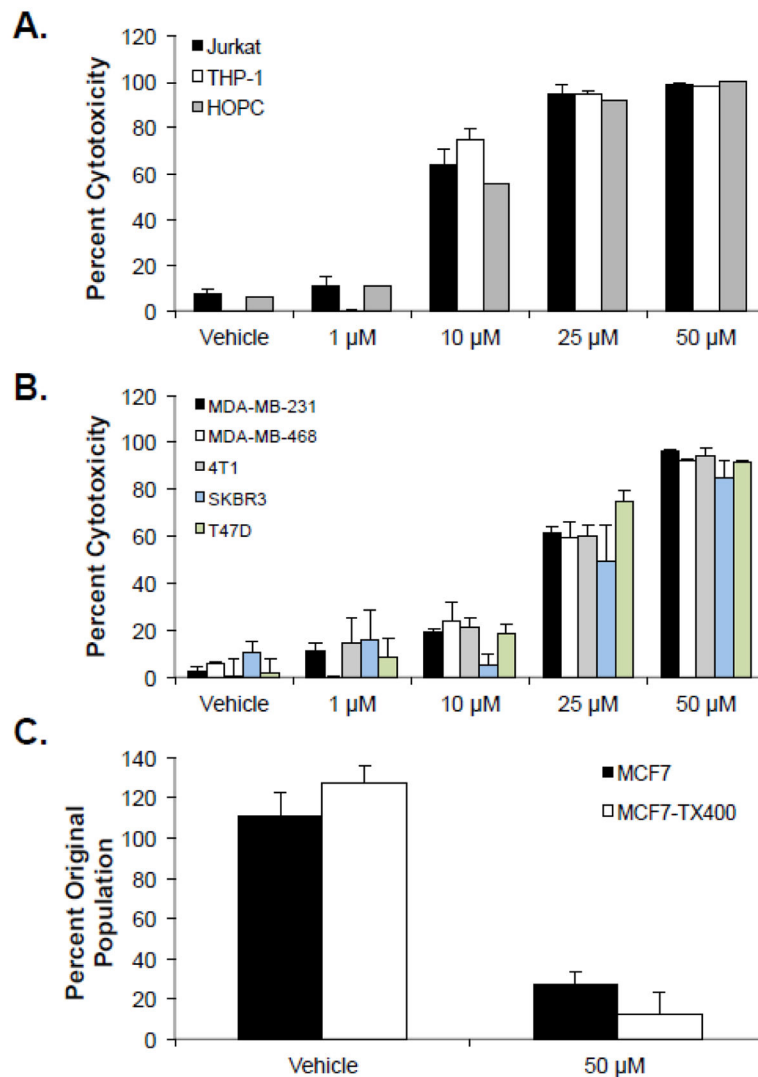 A.
Percent Cytotoxicity
120
100
80
60
40
20
0
Jurkat
THP-1
HOPC
Vehicle 1 µM 10 µM 25 µM 50 µM
B.
Percent Cytotoxicity
120
100
80
60
40
20
0
MDA-MB-231
MDA-MB-468
4T1
SKBR3
T47D
Vehicle 1 µM 10 µM 25 µM 50 µM
C.
Percent Original
Population
140
120
100
80
60
40
20
0
MCF7
MCF7-TX400
Vehicle 50 µM